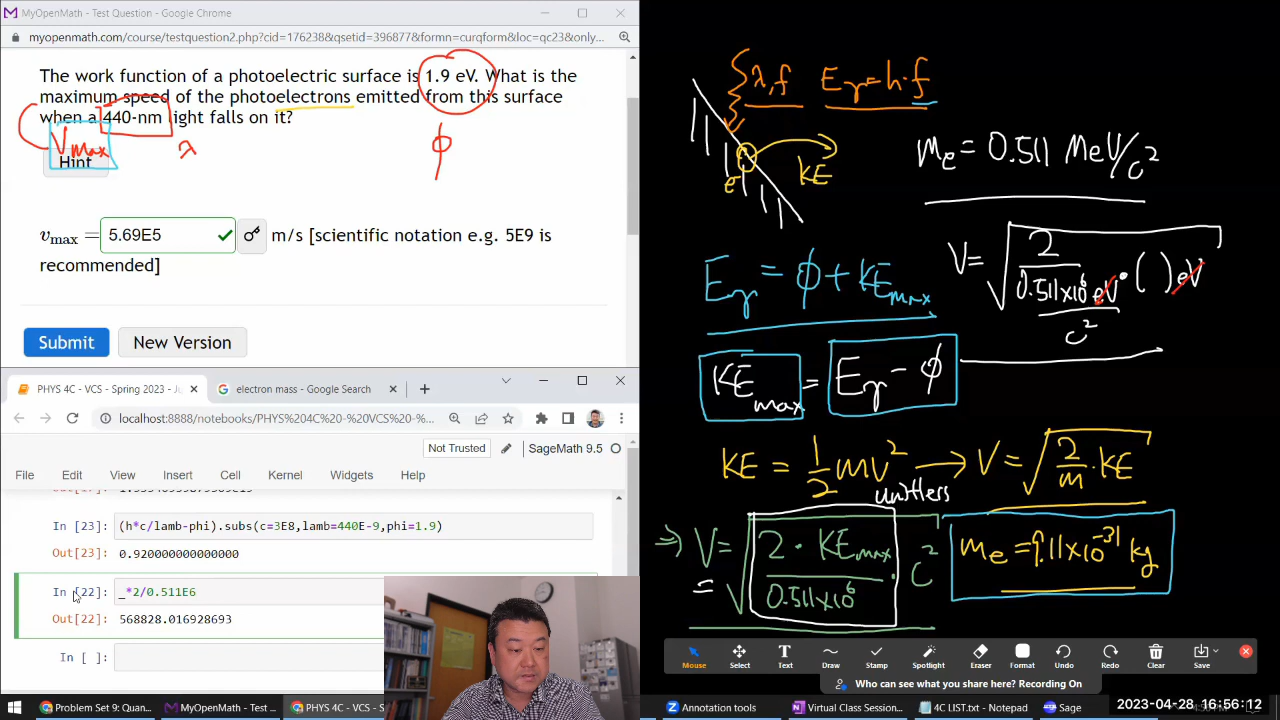 MyOpenMath - Test Question - Google Chrome
myopenmath.com/course/testquestion2.php?cid=176238&qsetid=396877&formn=curqform&loc=qc23&only...
The work function of a photoelectric surface is 1.9 eV. What is the
maximum speed of the photoelectrons emitted from this surface
when a 440-nm light falls on it?
Vmax λ ϕ
Hint
vmax = 5.69E5 m/s [scientific notation e.g. 5E9 is
recommended]
Submit New Version
PHYS 4C - VCS - Spring electron mass - Google Search
localhost:8888/notebooks/PHYS%204C%20-%20VCS%20-%...
Not Trusted SageMath 9.5
File Edit View Insert Cell Kernel Widgets Help
In [23]: (h*c/lamb-phi).subs(c=3E8,lamb=440E-9,phi=1.9)
Out[23]: 0.920000000000000
In [22]: _*2/0.511E6
Out[22]: 568828.016928693
In [ ]:
λ,f Eγ = h·f
e⁻ KE
me = 0.511 MeV/c²
V = √(2/(0.511×10⁶ eV/c²) · ( ) eV)
Eγ = ϕ + KEmax
KEmax = Eγ - ϕ
KE = 1/2 mv² → V = √(2/m · KE)
unitless
⇒ V = √(2 · KEmax/0.511×10⁶ · c²)
=
me = 9.11×10⁻³¹ kg
Mouse Select Text Draw Stamp Spotlight Eraser Format Undo Redo Clear Save
Who can see what you share here? Recording On
Problem Set 9: Quan... MyOpenMath - Test ... PHYS 4C - VCS - Spri... Annotation tools Virtual Class Session... 4C LIST.txt - Notepad Sage 2023-04-28 16:56:12